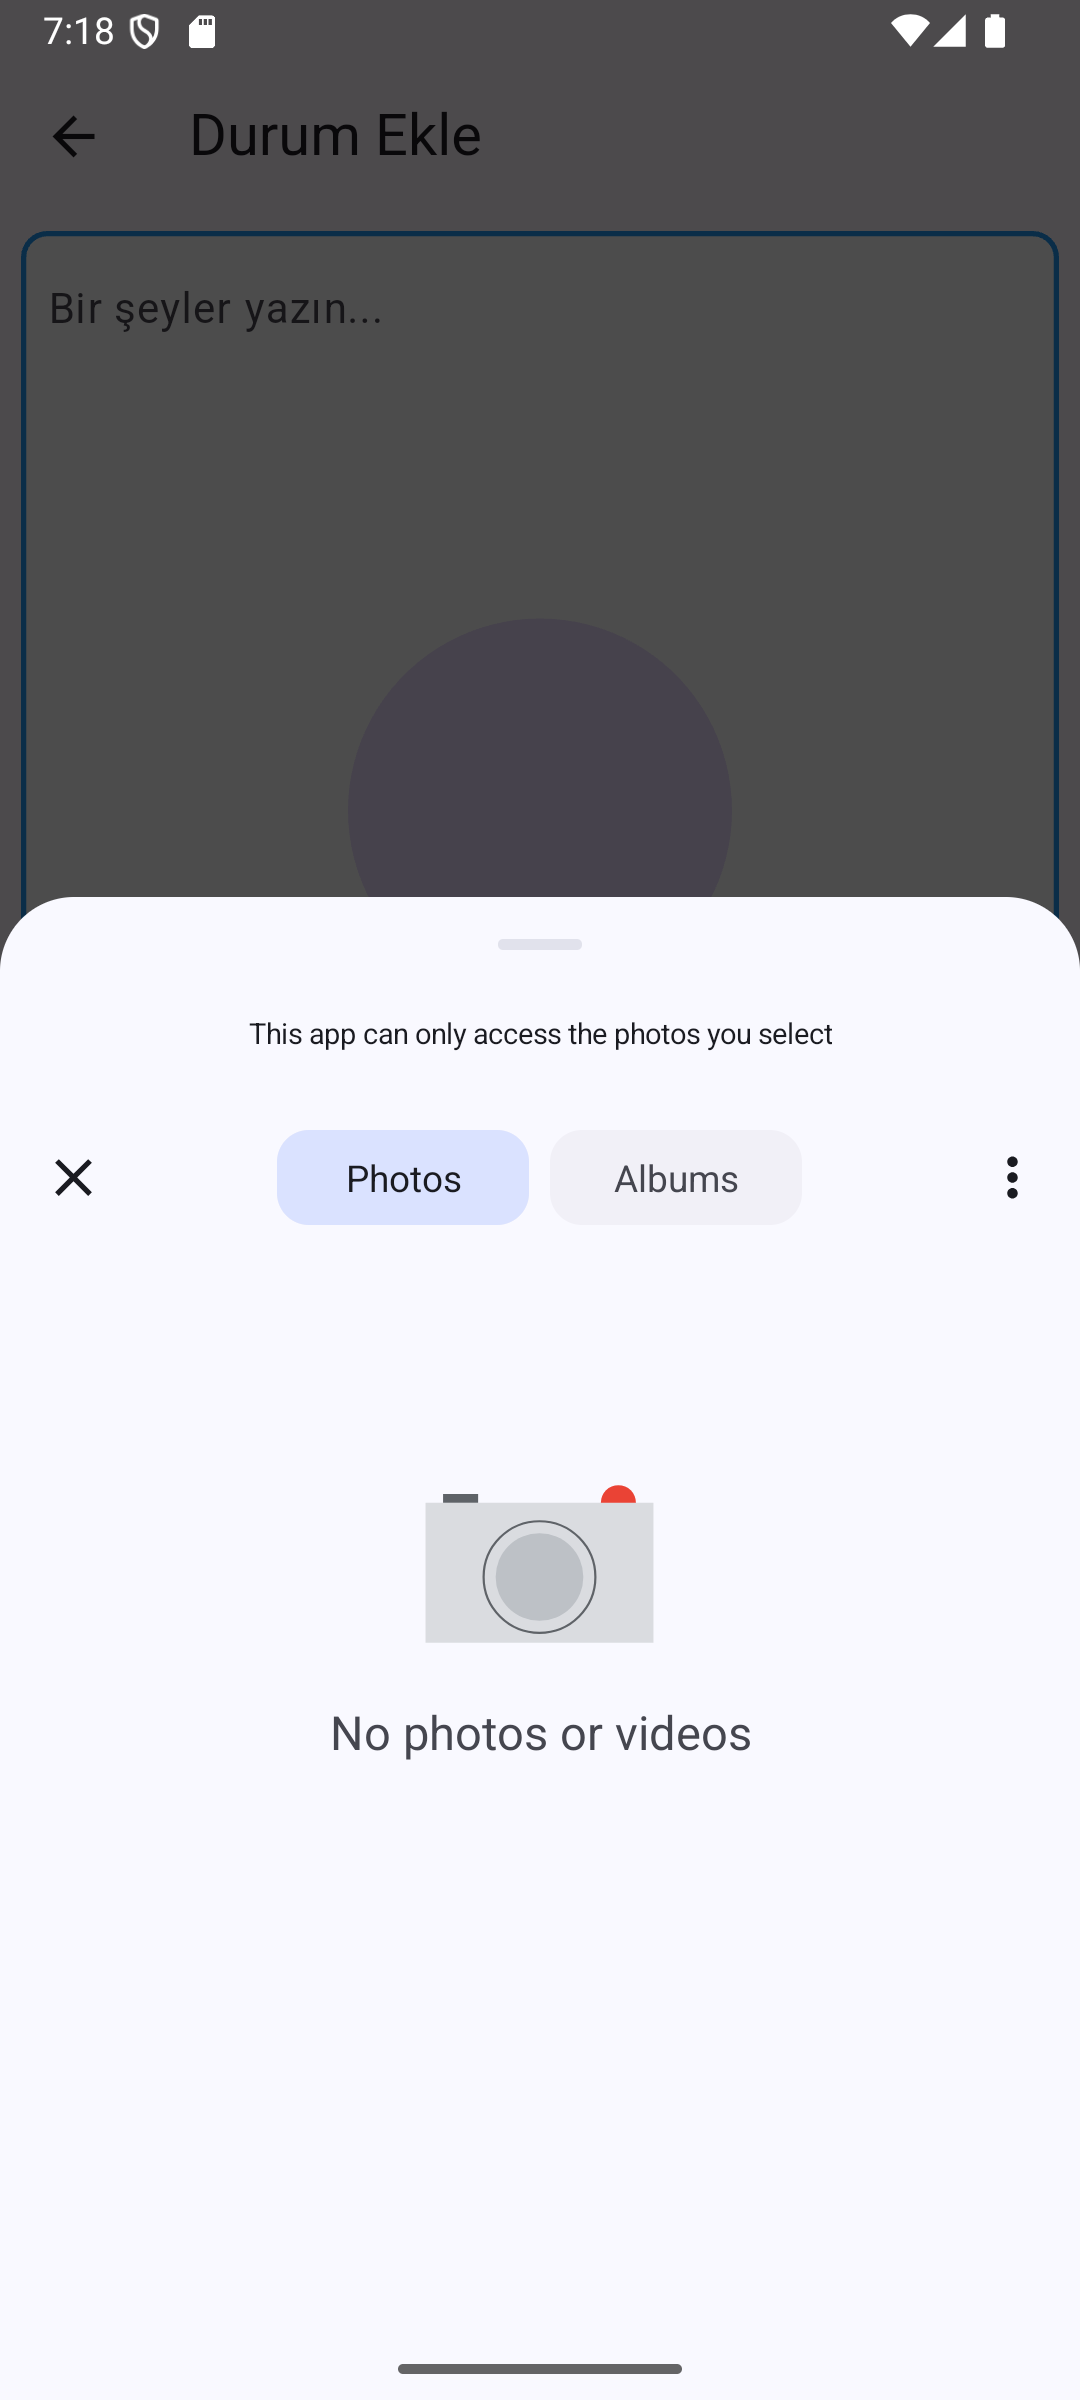 7:18
Durum Ekle
Bir şeyler yazın...
This app can only access the photos you select
Photos
Albums
No photos or videos